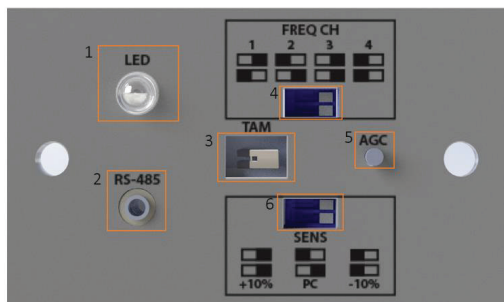 FREQ CH
1 2 3 4
1
LED
4
TAM
3
5
AGC
2
RS-485
6
SENS
+10% PC -10%